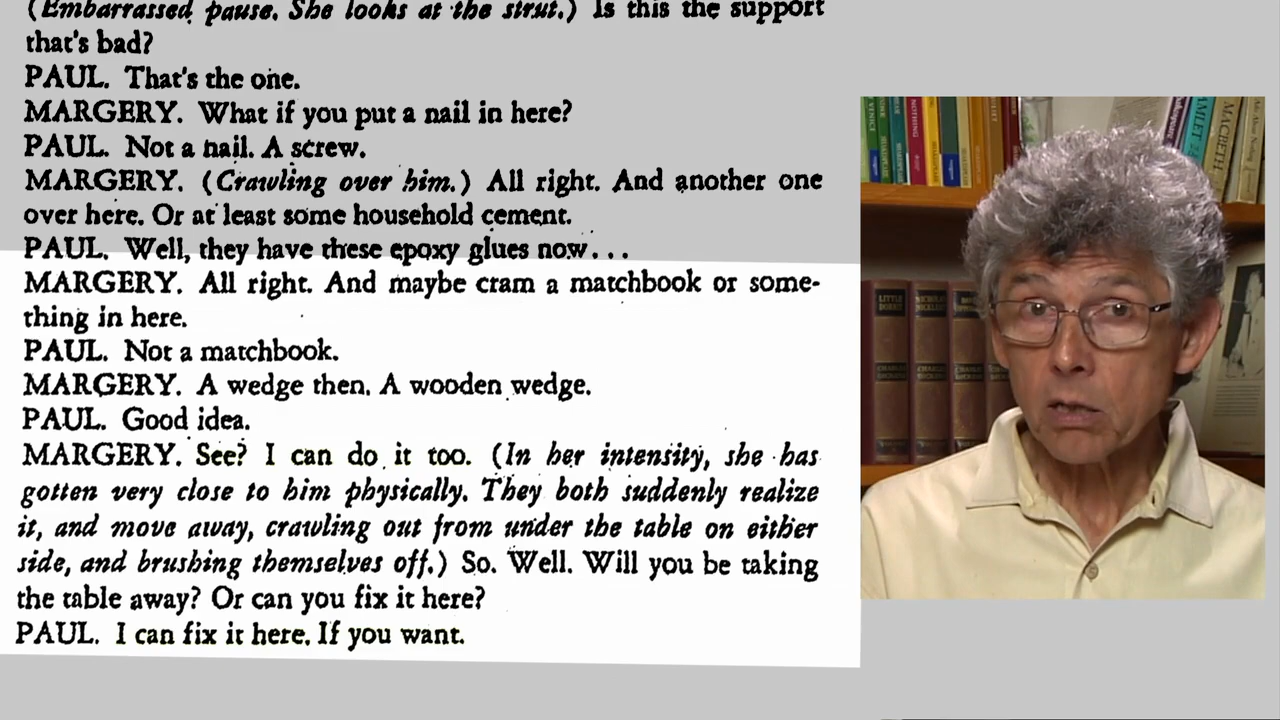 (Embarrassed pause. She looks at the strut.) Is this the support
that's bad?
PAUL. That's the one.
MARGERY. What if you put a nail in here?
PAUL. Not a nail. A screw.
MARGERY. (Crawling over him.) All right. And another one
over here. Or at least some household cement.
PAUL. Well, they have these epoxy glues now...
MARGERY. All right. And maybe cram a matchbook or some-
thing in here.
PAUL. Not a matchbook.
MARGERY. A wedge then. A wooden wedge.
PAUL. Good idea.
MARGERY. See? I can do it too. (In her intensity, she has
gotten very close to him physically. They both suddenly realize
it, and move away, crawling out from under the table on either
side, and brushing themselves off.) So. Well. Will you be taking
the table away? Or can you fix it here?
PAUL. I can fix it here. If you want.
NOTHING
HAMLET
MACBETH
LITTLE